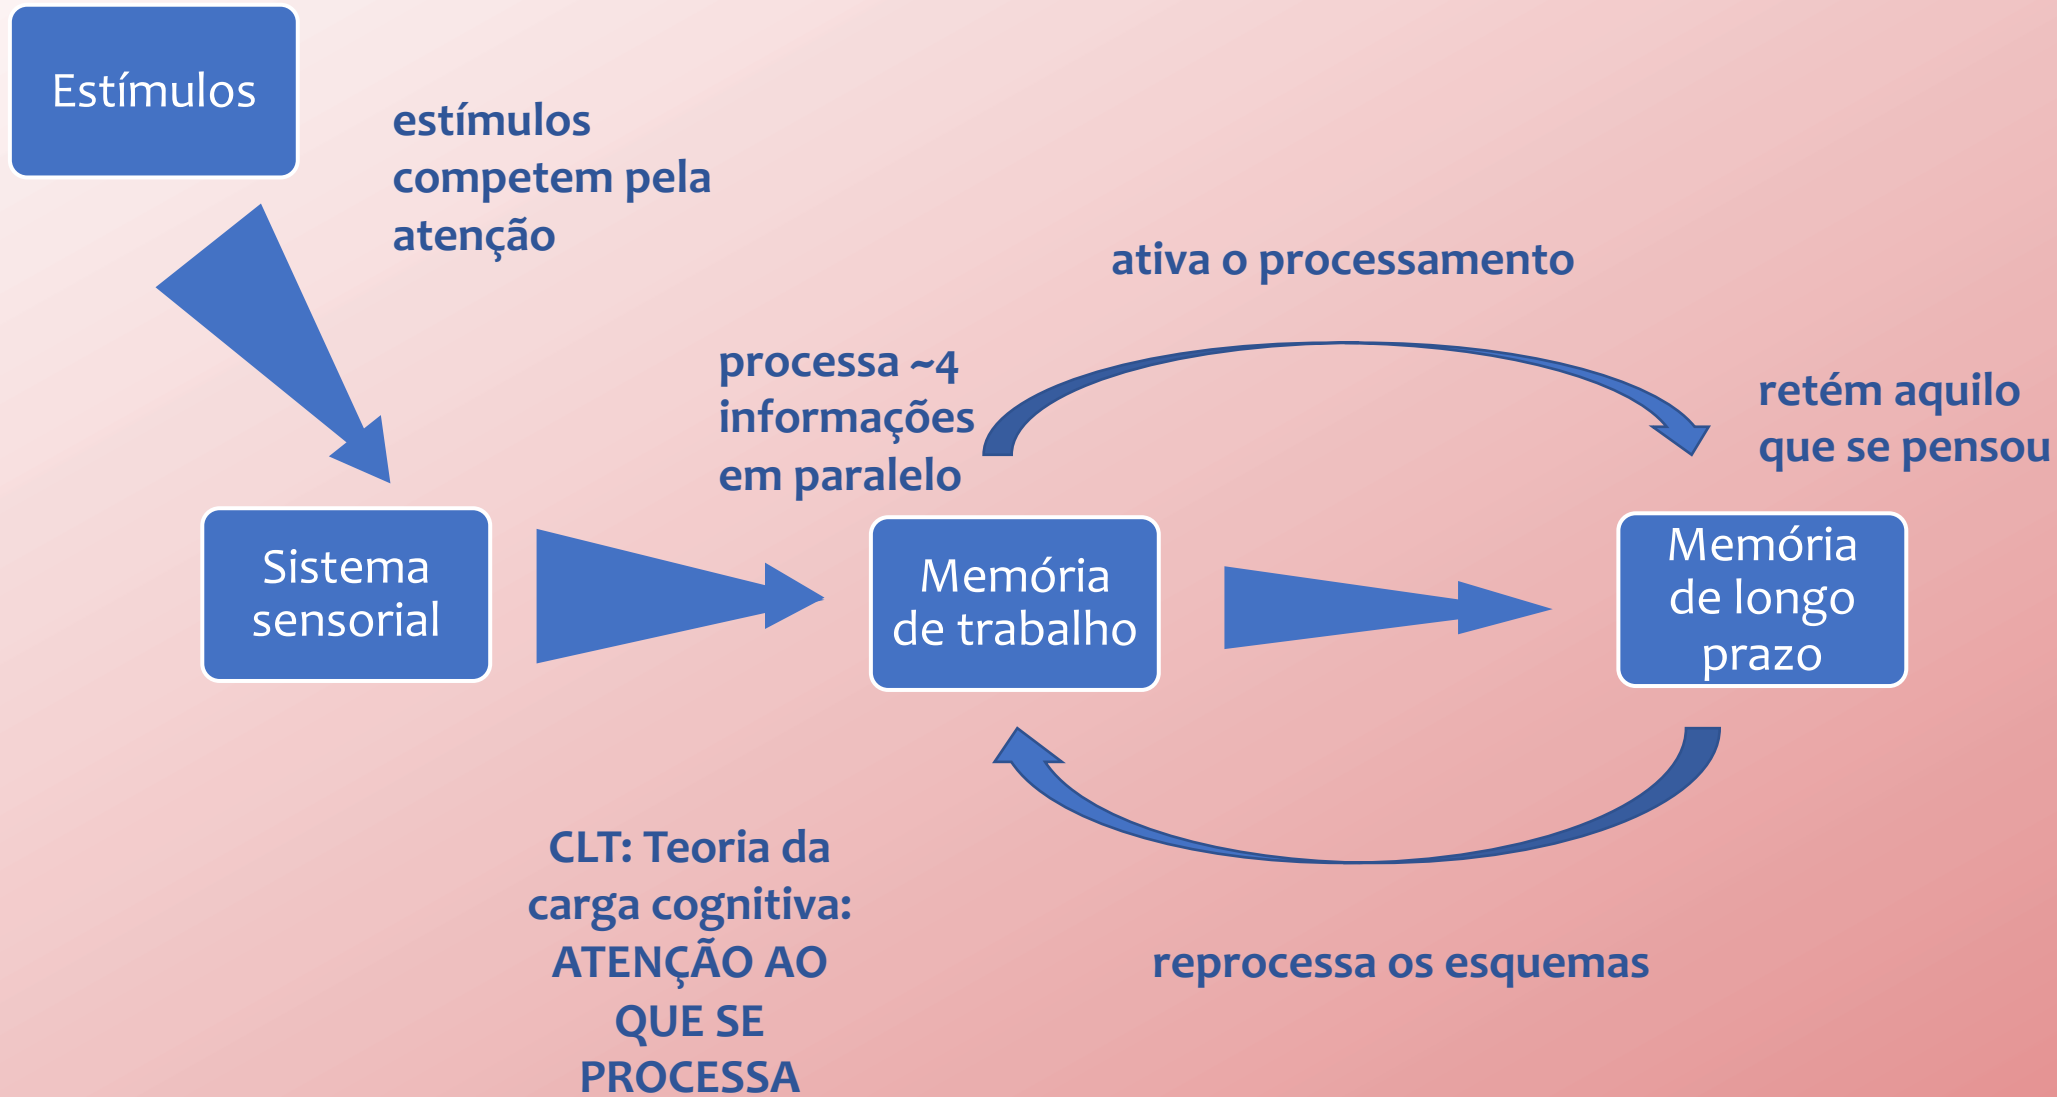 Estímulos
estímulos
competem pela
atenção
ativa o processamento
processa ~4
informações
em paralelo
retém aquilo
que se pensou
Sistema
sensorial
Memória
de trabalho
Memória
de longo
prazo
CLT: Teoria da
carga cognitiva:
ATENÇÃO AO
QUE SE
PROCESSA
reprocessa os esquemas